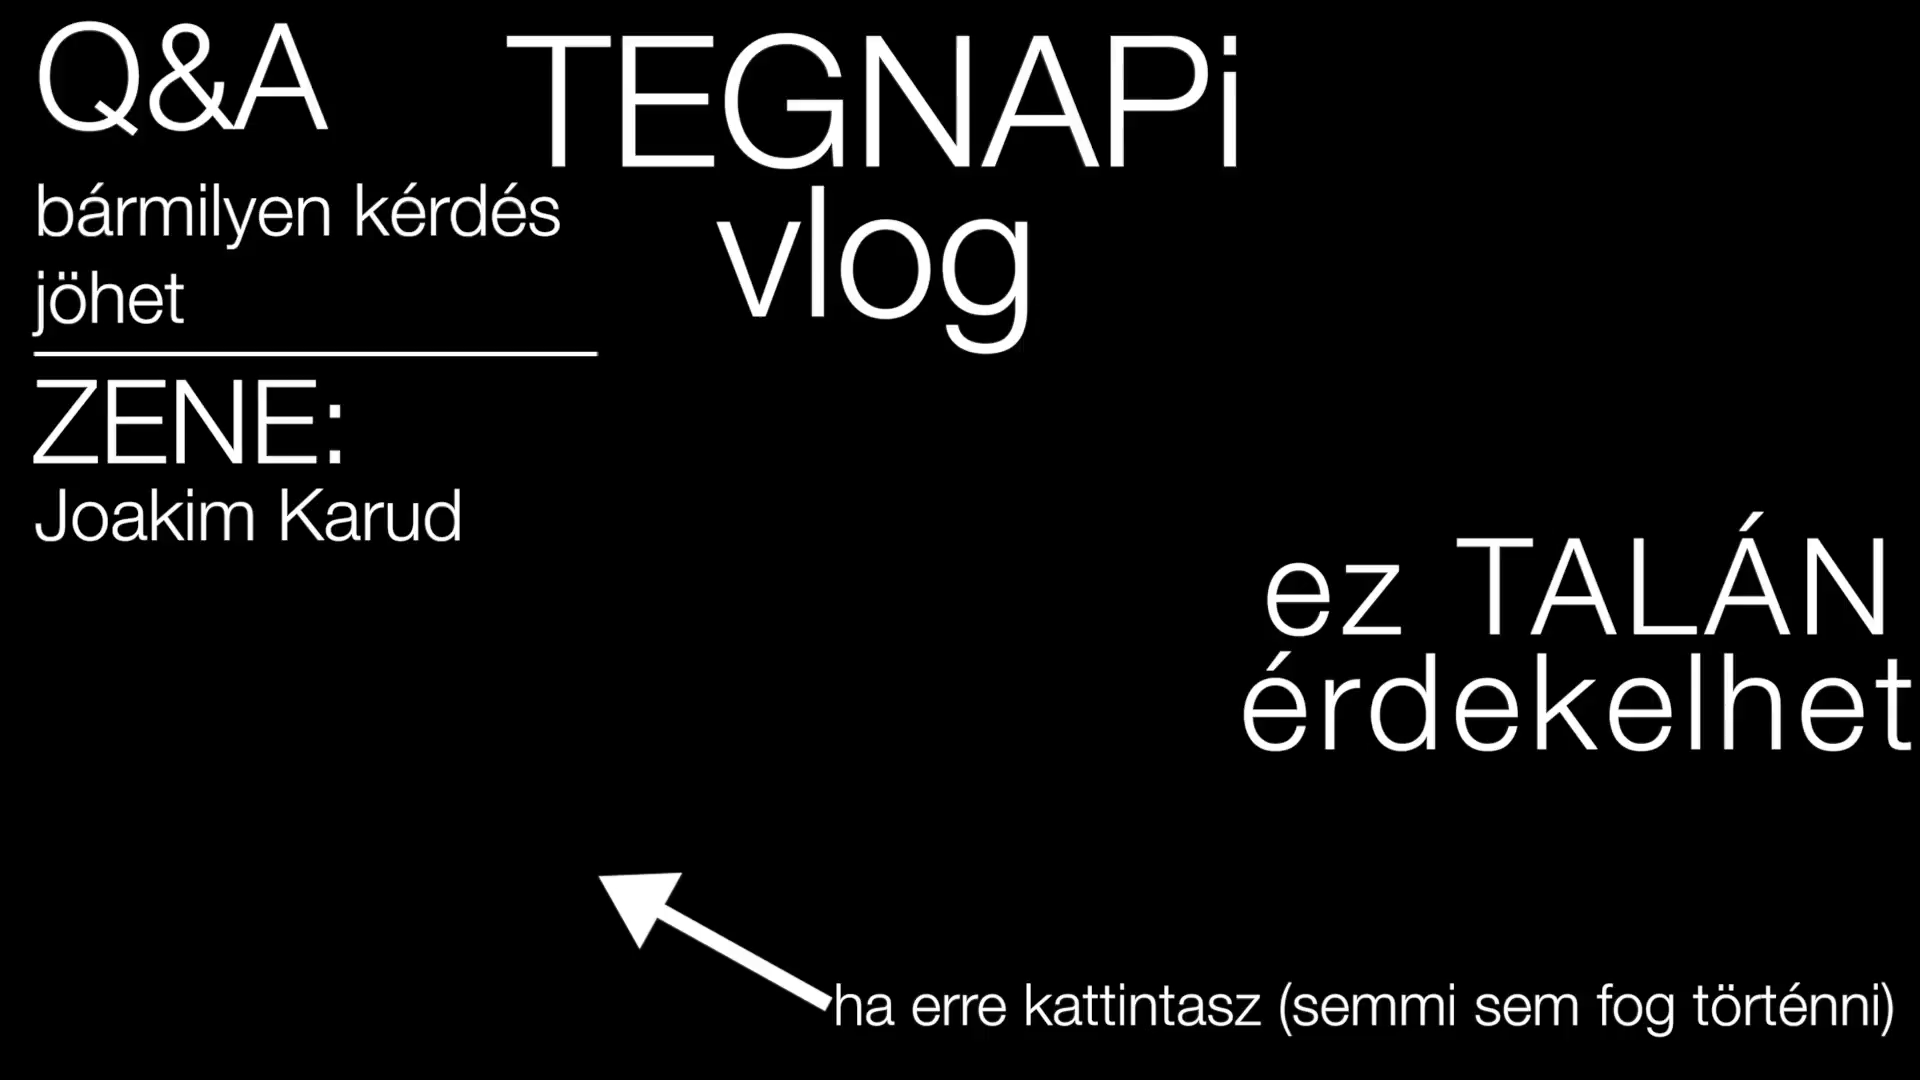 Q&A
bármilyen kérdés
jöhet
ZENE:
Joakim Karud
TEGNAPi
vlog
ez TALÁN
érdekelhet
ha erre kattintasz (semmi sem fog történni)